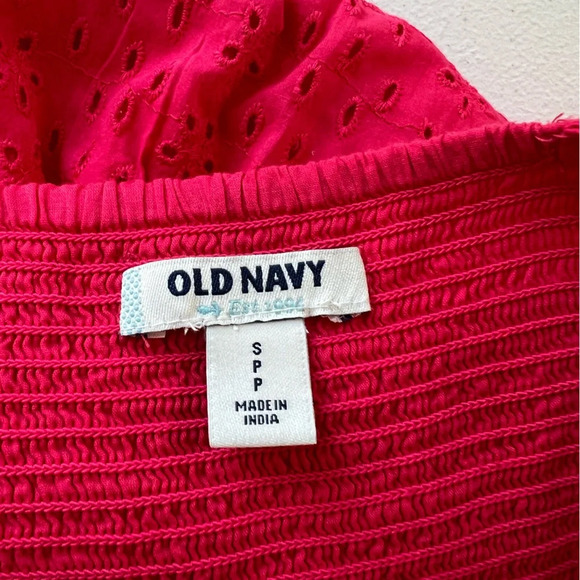 OLD NAVY
Est. 1994
S
P
P
MADE IN
INDIA